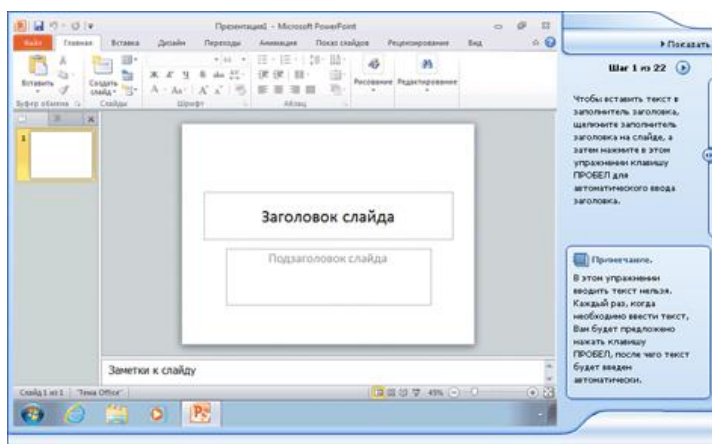 Презентация1 - Microsoft PowerPoint
Файл Главная Вставка Дизайн Переходы Анимация Показ слайдов Рецензирование Вид
Вставить
Создать слайд
Рисование Редактирование
Ж К Ч S abc
Буфер обмена Слайды Шрифт Абзац
1
Заголовок слайда
Подзаголовок слайда
Заметки к слайду
Слайд 1 из 1 "Тема Office" 45%
Показать
Шаг 1 из 22
Чтобы вставить текст в
заполнитель заголовка,
щелкните заполнитель
заголовка на слайде, а
затем нажмите в этом
упражнении клавишу
ПРОБЕЛ для
автоматического ввода
заголовка.
Примечание.
В этом упражнении
вводить текст нельзя.
Каждый раз, когда
необходимо ввести текст,
Вам будет предложено
нажать клавишу
ПРОБЕЛ, после чего текст
будет введен
автоматически.